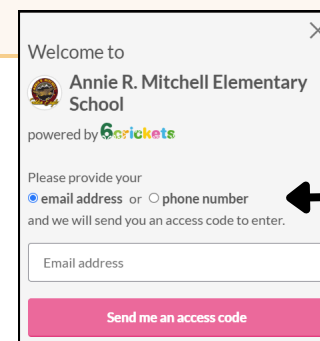 Welcome to
Annie R. Mitchell Elementary
School
powered by 6crickets
Please provide your
email address or phone number
and we will send you an access code to enter.
Email address
Send me an access code